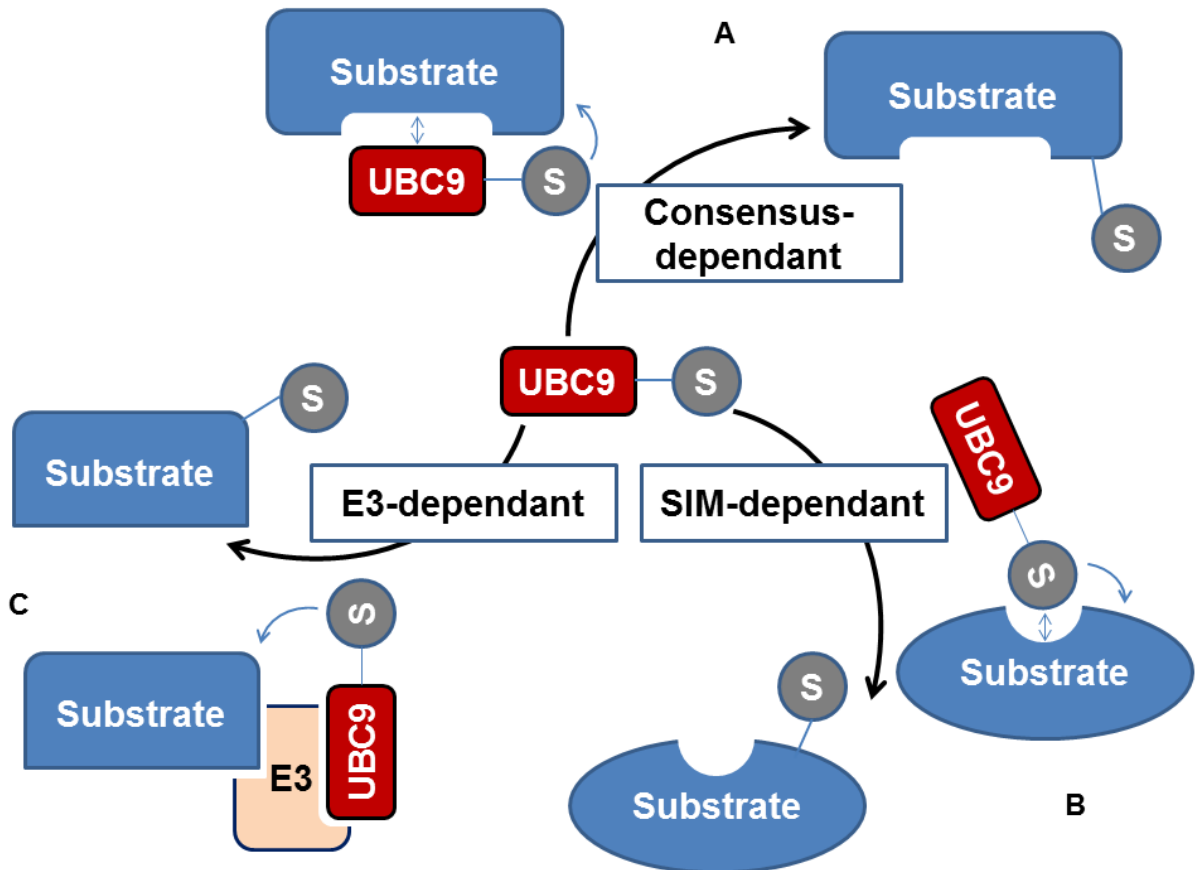 A
Substrate
Substrate
UBC9
S
Consensus-
dependant
S
UBC9
S
UBC9
S
Substrate
E3-dependant
SIM-dependant
S
C
S
Substrate
Substrate
S
UBC9
E3
Substrate
B